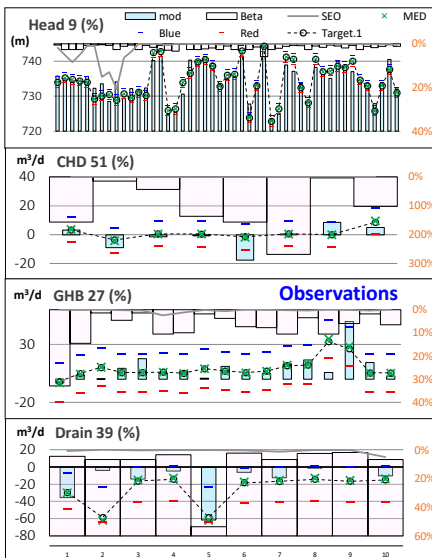 Head 9 (%)
mod Beta SEO MED
Blue Red Target.1
(m)
740 0%
730 20%
720 40%
m³/d CHD 51 (%)
40 0%
20 100%
0 200%
-20 300%
m³/d GHB 27 (%) Observations
0%
30 10%
20%
30%
-20 40%
m³/d Drain 39 (%)
20 0%
0
-20 20%
-40 40%
-60
-80 60%
1 2 3 4 5 6 7 8 9 10